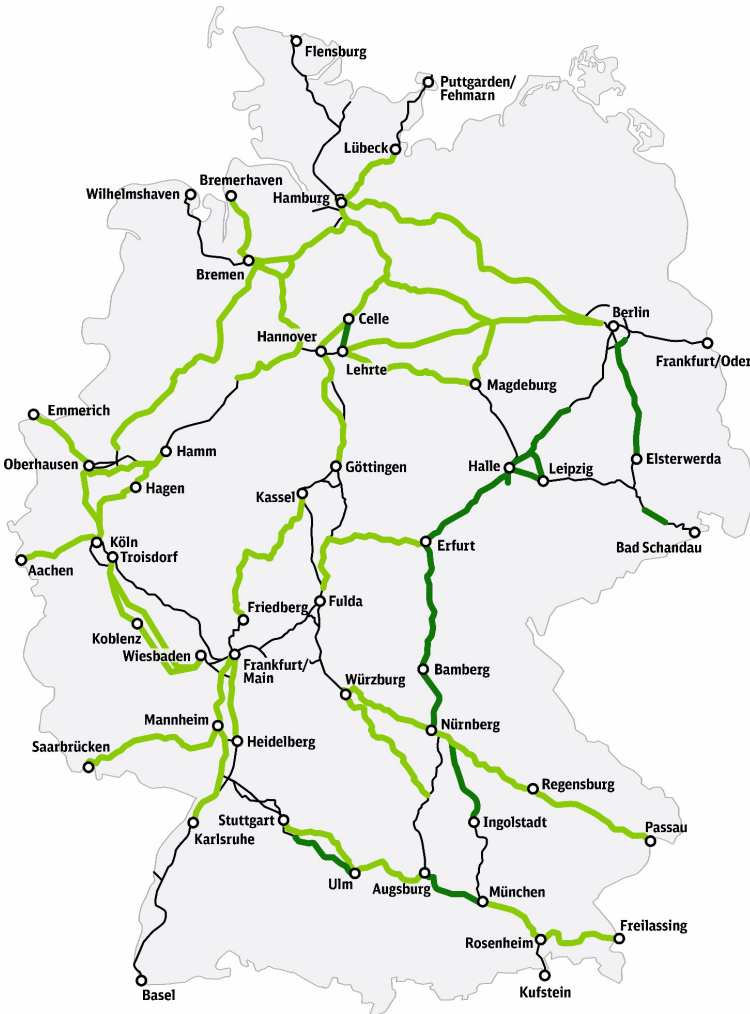 Flensburg
Puttgarden/
Fehmarn
Lübeck
Bremerhaven
Wilhelmshaven
Hamburg
Bremen
Celle
Berlin
Hannover
Lehrte
Frankfurt/Oder
Magdeburg
Emmerich
Hamm
Oberhausen
Göttingen
Halle
Leipzig
Elsterwerda
Hagen
Kassel
Köln
Troisdorf
Erfurt
Bad Schandau
Aachen
Friedberg
Fulda
Koblenz
Wiesbaden
Frankfurt/
Main
Bamberg
Würzburg
Mannheim
Nürnberg
Saarbrücken
Heidelberg
Regensburg
Stuttgart
Karlsruhe
Ingolstadt
Passau
Ulm
Augsburg
München
Freilassing
Rosenheim
Kufstein
Basel